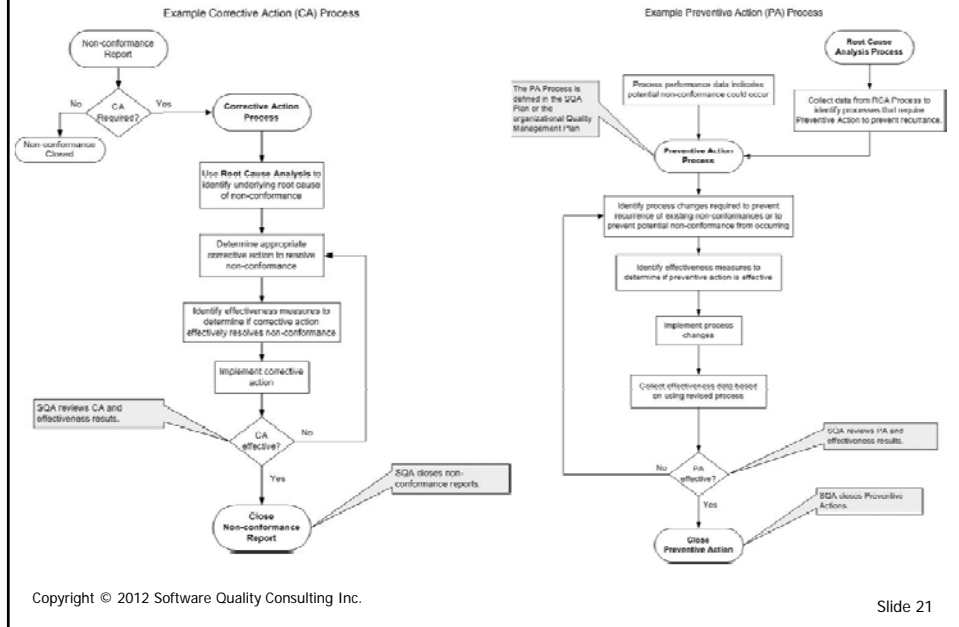 Example Corrective Action (CA) Process
Non-conformance
Report
No
CA
Required?
Yes
Non-conformance
Closed
Corrective Action
Process
Use Root Cause Analysis to
identify underlying root cause
of non-conformance
Determine appropriate
corrective action to resolve
non-conformance
Identify effectiveness measures to
determine if corrective action
effectively resolves non-conformance
Implement corrective
action
SQA reviews CA and
effectiveness resuts.
CA
effective?
No
Yes
SQA closes non-
conformance reports.
Close
Non-conformance
Report
Example Preventive Action (PA) Process
Root Cause
Analysis Process
The PA Process is
defined in the SQA
Plan or the
organizational Quality
Management Plan
Process performance data indicates
potential non-conformance could occur
Collect data from RCA Process to
identify processes that require
Preventive Action to prevent recurrance.
Preventive Action
Process
Identify process changes required to prevent
recurrence of existing non-conformances or to
prevent potential non-conformance from occurring
Identify effectiveness measures to
determine if preventive action is effective
Implement process
changes
Collect effectiveness data based
on using revised process
SQA reviews PA and
effectiveness results.
No
PA
effective?
Yes
SQA closes Preventive
Actions.
Close
Preventive Action
Copyright © 2012 Software Quality Consulting Inc.
Slide 21